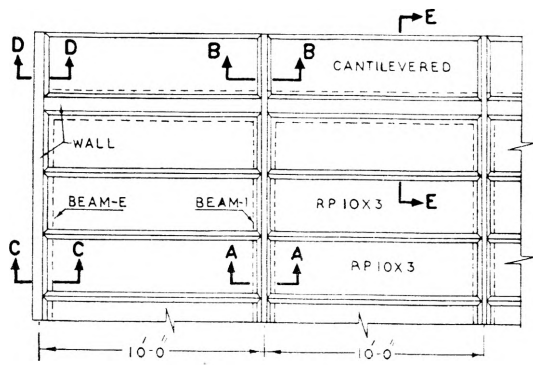 E
D D B B
CANTILEVERED
WALL
BEAM-E BEAM-1 RP 10X3 E
C C A A
RP 10X3
10'-0" 10'-0"